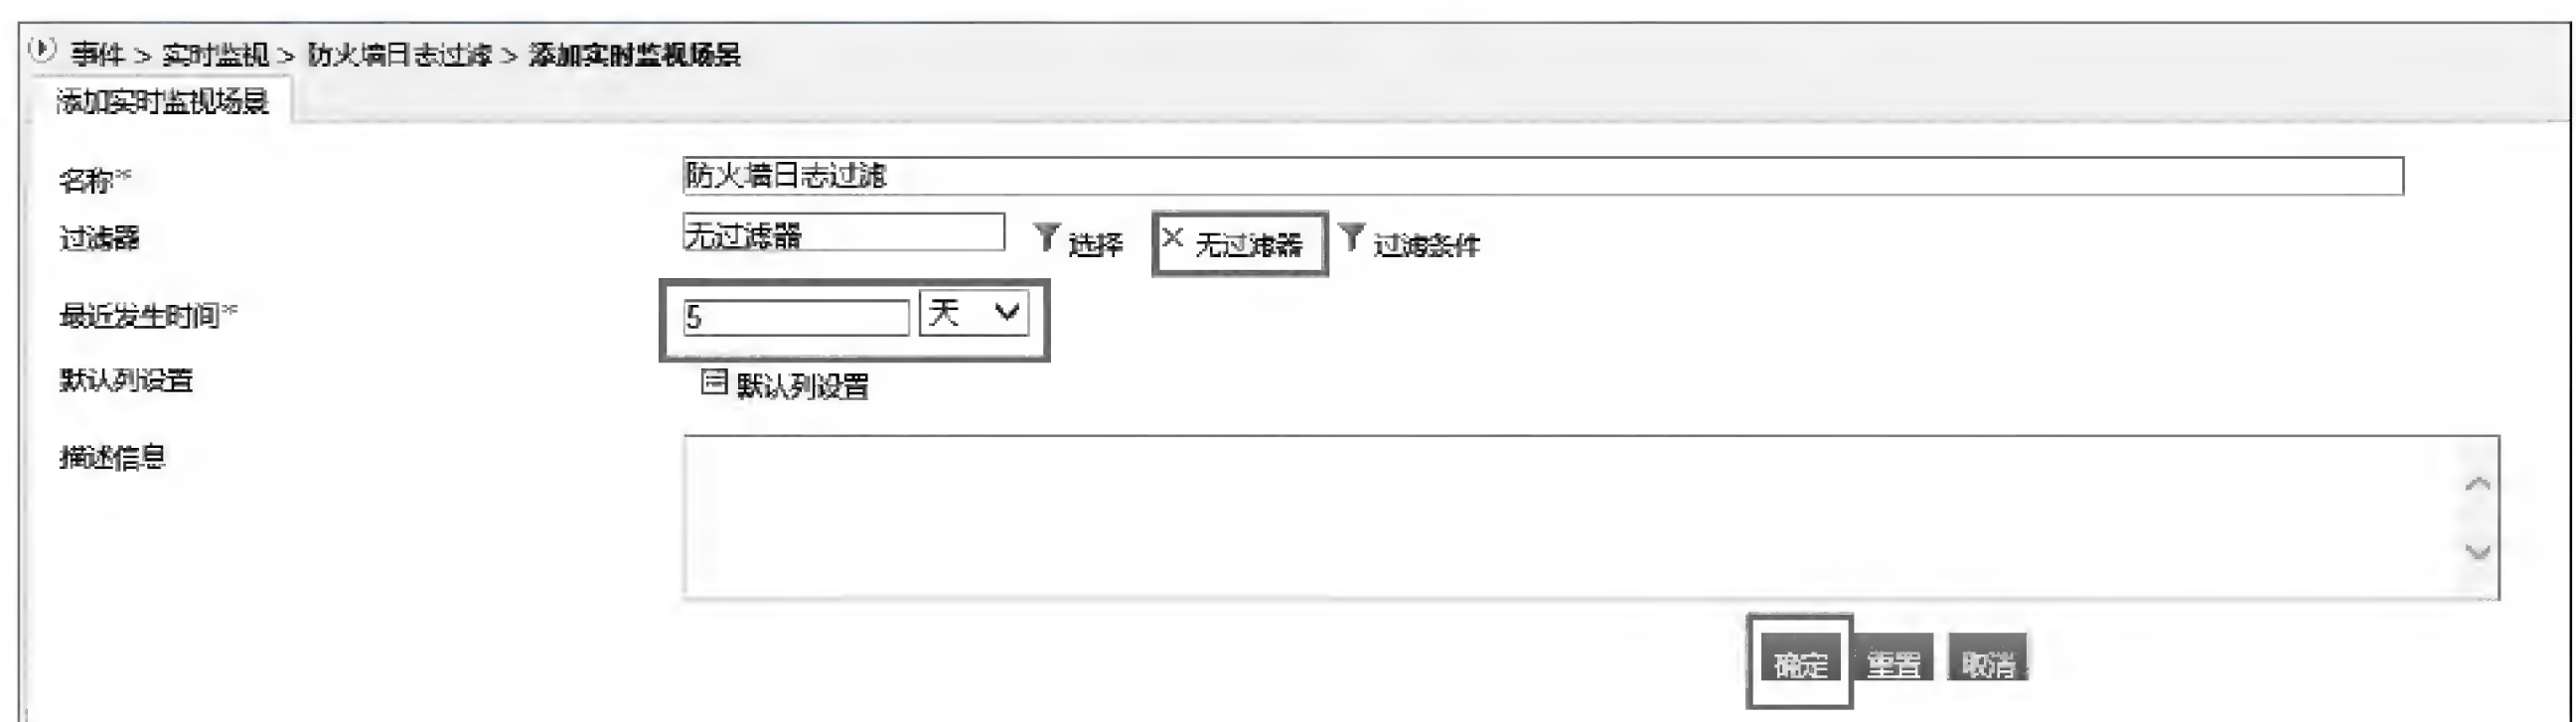 事件 > 实时监视 > 防火墙日志过滤 > 添加实时监视场景
添加实时监视场景
名称* 防火墙日志过滤
过滤器 无过滤器 选择 × 无过滤器 过滤条件
最近发生时间* 5 天
默认列设置 默认列设置
描述信息
确定 重置 取消